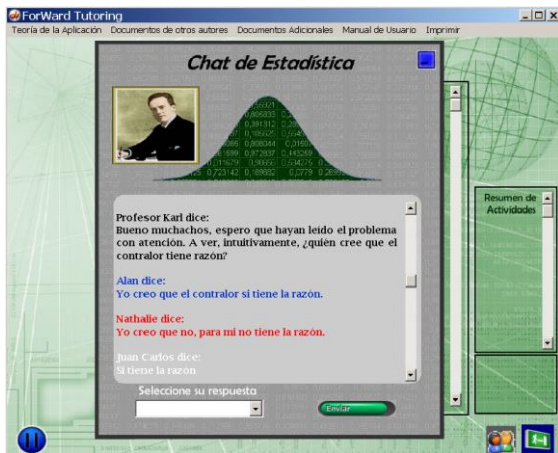 ForWard Tutoring
Teoría de la Aplicación Documentos de otros autores Documentos Adicionales Manual de Usuario Imprimir
Chat de Estadística
Profesor Karl dice:
Bueno muchachos, espero que hayan leído el problema
con atención. A ver, intuitivamente, ¿quién cree que el
contralor tiene razón?
Alan dice:
Yo creo que el contralor si tiene la razón.
Nathalie dice:
Yo creo que no, para mi no tiene la razón.
Juan Carlos dice:
Si tiene la razón
Seleccione su respuesta
Enviar
Resumen de
Actividades